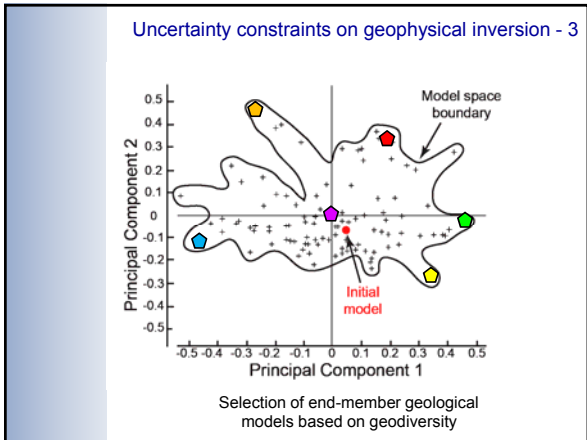 Uncertainty constraints on geophysical inversion - 3
Model space
boundary
0.5
0.4
0.3
0.2
0.1
0
-0.1
-0.2
-0.3
-0.4
-0.5
Principal Component 2
Initial
model
-0.5 -0.4 -0.3 -0.2 -0.1 0 0.1 0.2 0.3 0.4 0.5
Principal Component 1
Selection of end-member geological
models based on geodiversity